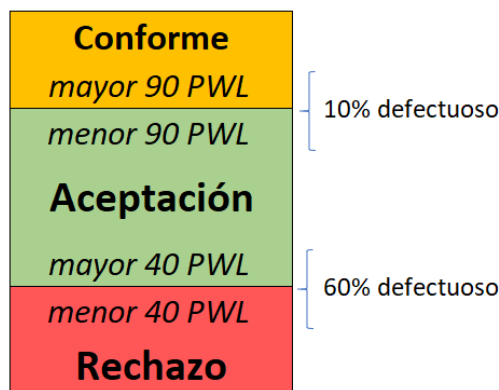 Conforme
mayor 90 PWL
10% defectuoso
menor 90 PWL
Aceptación
mayor 40 PWL
60% defectuoso
menor 40 PWL
Rechazo